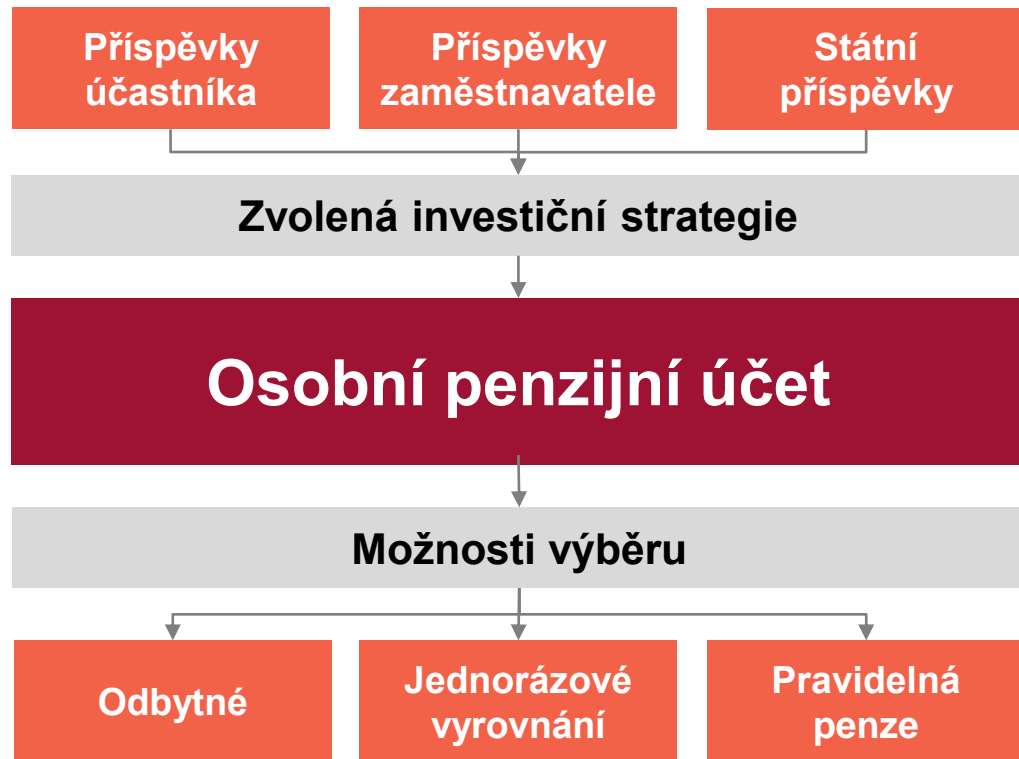 Příspěvky
účastníka
Příspěvky
zaměstnavatele
Státní
příspěvky
Zvolená investiční strategie
Osobní penzijní účet
Možnosti výběru
Odbytné
Jednorázové
vyrovnání
Pravidelná
penze